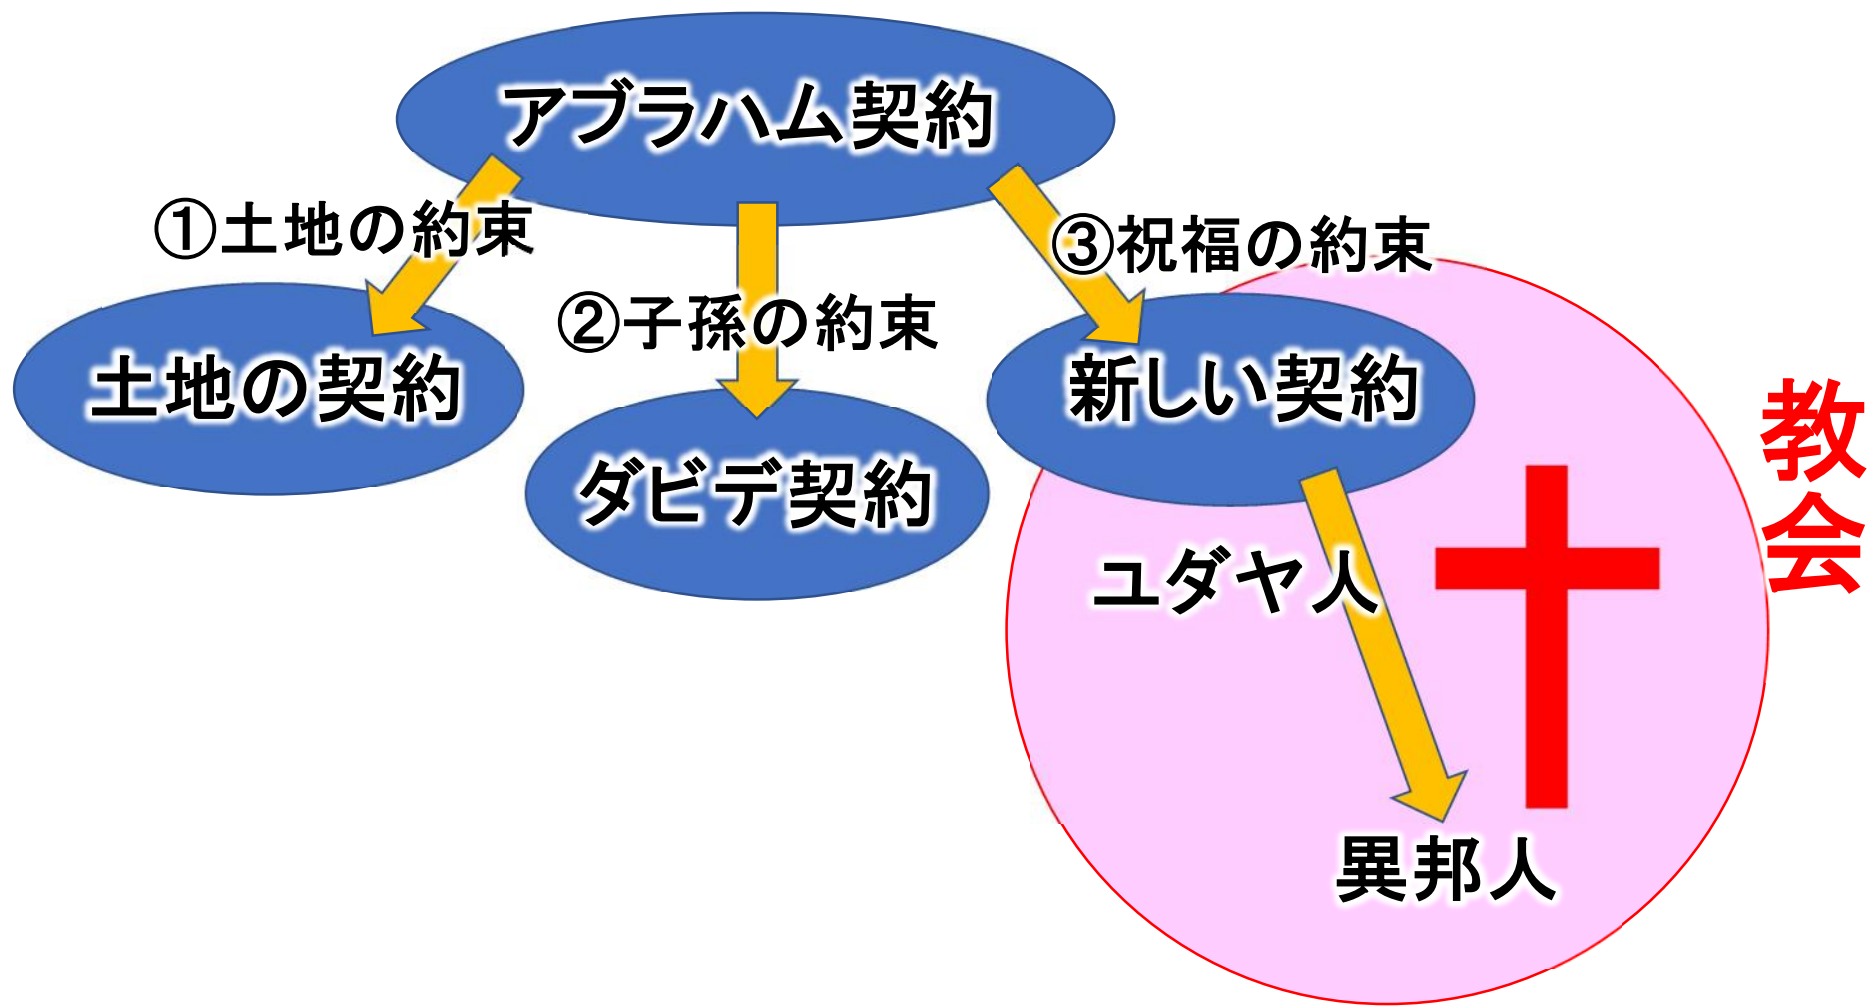 アブラハム契約
①土地の約束
③祝福の約束
②子孫の約束
土地の契約
新しい契約
ダビデ契約
教会
ユダヤ人
異邦人